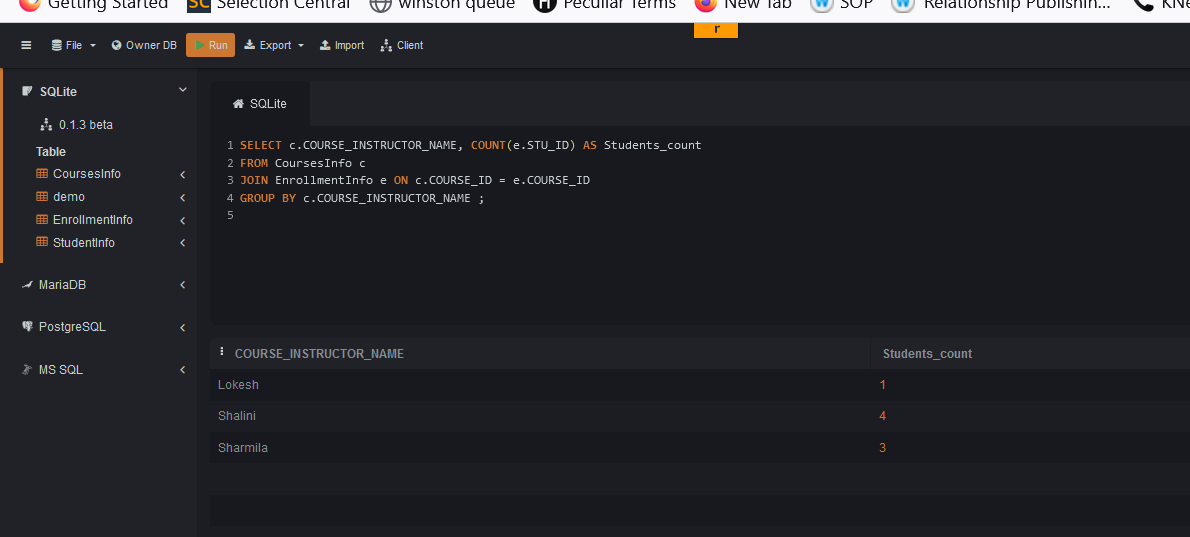 Getting Started SC Selection Central winston queue H Peculiar Terms New Tab W SOP W Relationship Publishin...
r
File Owner DB Run Export Import Client
SQLite
0.1.3 beta
Table
CoursesInfo
demo
EnrollmentInfo
StudentInfo
MariaDB
PostgreSQL
MS SQL
SQLite
1 SELECT c.COURSE_INSTRUCTOR_NAME, COUNT(e.STU_ID) AS Students_count
2 FROM CoursesInfo c
3 JOIN EnrollmentInfo e ON c.COURSE_ID = e.COURSE_ID
4 GROUP BY c.COURSE_INSTRUCTOR_NAME ;
5
COURSE_INSTRUCTOR_NAME Students_count
Lokesh 1
Shalini 4
Sharmila 3